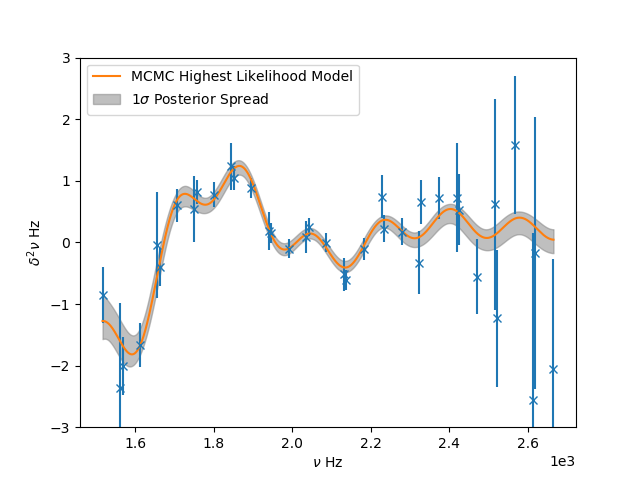 MCMC Highest Likelihood Model
1σ Posterior Spread
3
2
1
0
−1
−2
−3
δ²ν Hz
1.6
1.8
2.0
2.2
2.4
2.6
1e3
ν Hz